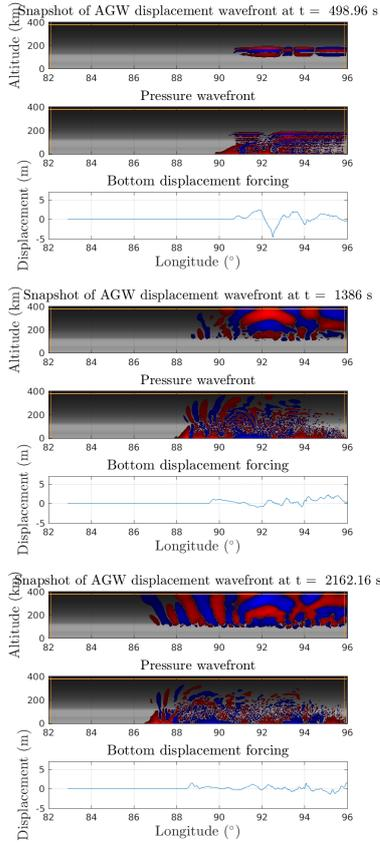 Snapshot of AGW displacement wavefront at t = 498.96 s
Altitude (km)
400
200
0
82 84 86 88 90 92 94 96
Pressure wavefront
400
200
0
82 84 86 88 90 92 94 96
Bottom displacement forcing
Displacement (m)
5
0
-5
82 84 86 88 90 92 94 96
Longitude (°)
Snapshot of AGW displacement wavefront at t = 1386 s
Altitude (km)
400
200
0
82 84 86 88 90 92 94 96
Pressure wavefront
400
200
0
82 84 86 88 90 92 94 96
Bottom displacement forcing
Displacement (m)
5
0
-5
82 84 86 88 90 92 94 96
Longitude (°)
Snapshot of AGW displacement wavefront at t = 2162.16 s
Altitude (km)
400
200
0
82 84 86 88 90 92 94 96
Pressure wavefront
400
200
0
82 84 86 88 90 92 94 96
Bottom displacement forcing
Displacement (m)
5
0
-5
82 84 86 88 90 92 94 96
Longitude (°)